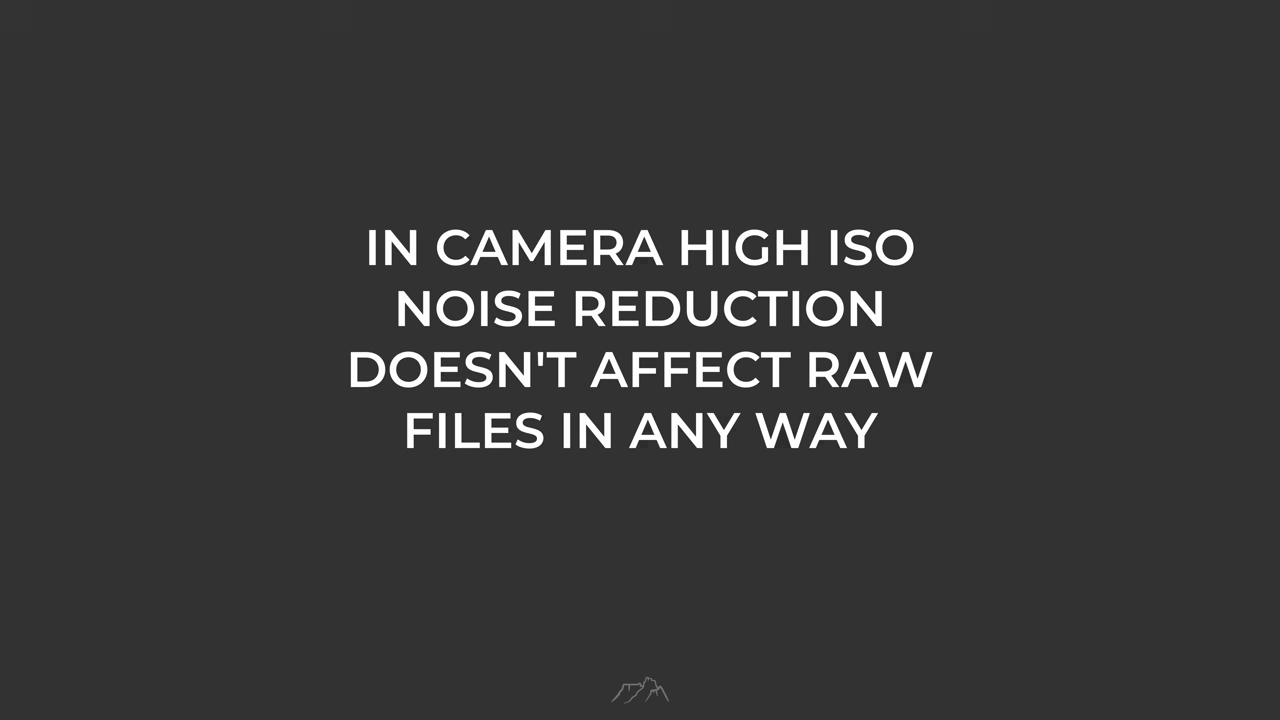 IN CAMERA HIGH ISO
NOISE REDUCTION
DOESN'T AFFECT RAW
FILES IN ANY WAY